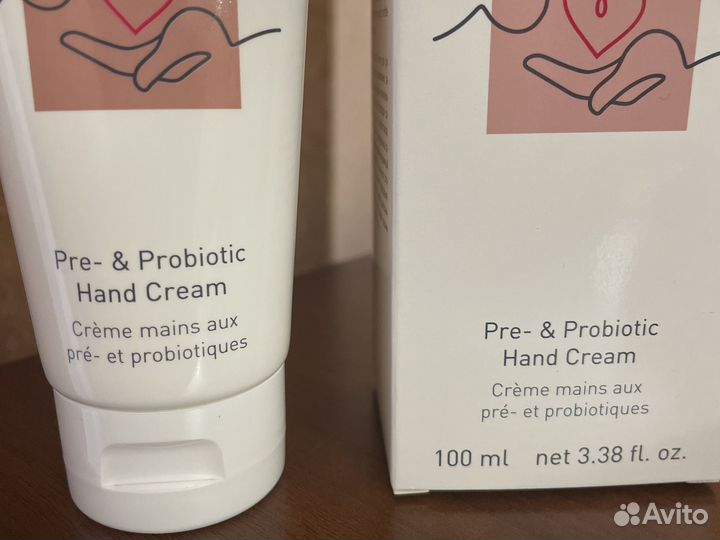 Pre- & Probiotic
Hand Cream
Crème mains aux
pré- et probiotiques
Pre- & Probiotic
Hand Cream
Crème mains aux
pré- et probiotiques
100 ml net 3.38 fl. oz.
Avito